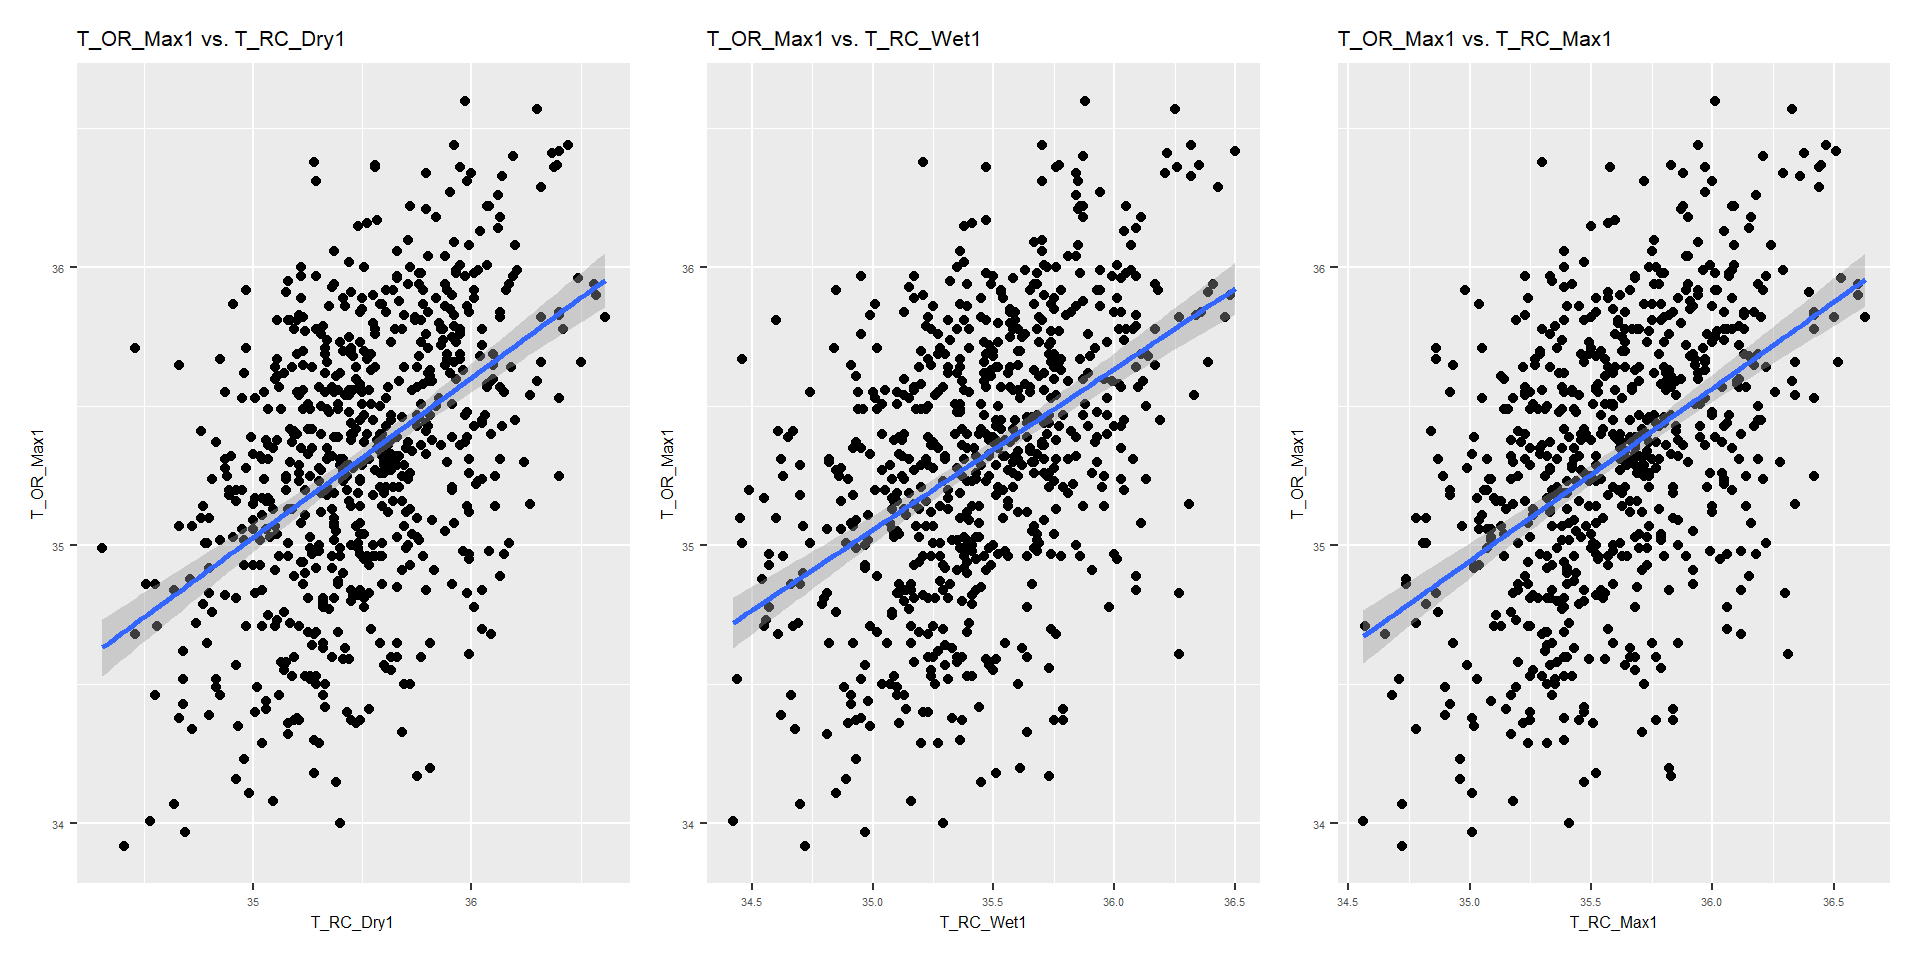 T_OR_Max1 vs. T_RC_Dry1
T_OR_Max1
36
35
34
35
36
T_RC_Dry1
T_OR_Max1 vs. T_RC_Wet1
T_OR_Max1
36
35
34
34.5
35.0
35.5
36.0
36.5
T_RC_Wet1
T_OR_Max1 vs. T_RC_Max1
T_OR_Max1
36
35
34
34.5
35.0
35.5
36.0
36.5
T_RC_Max1